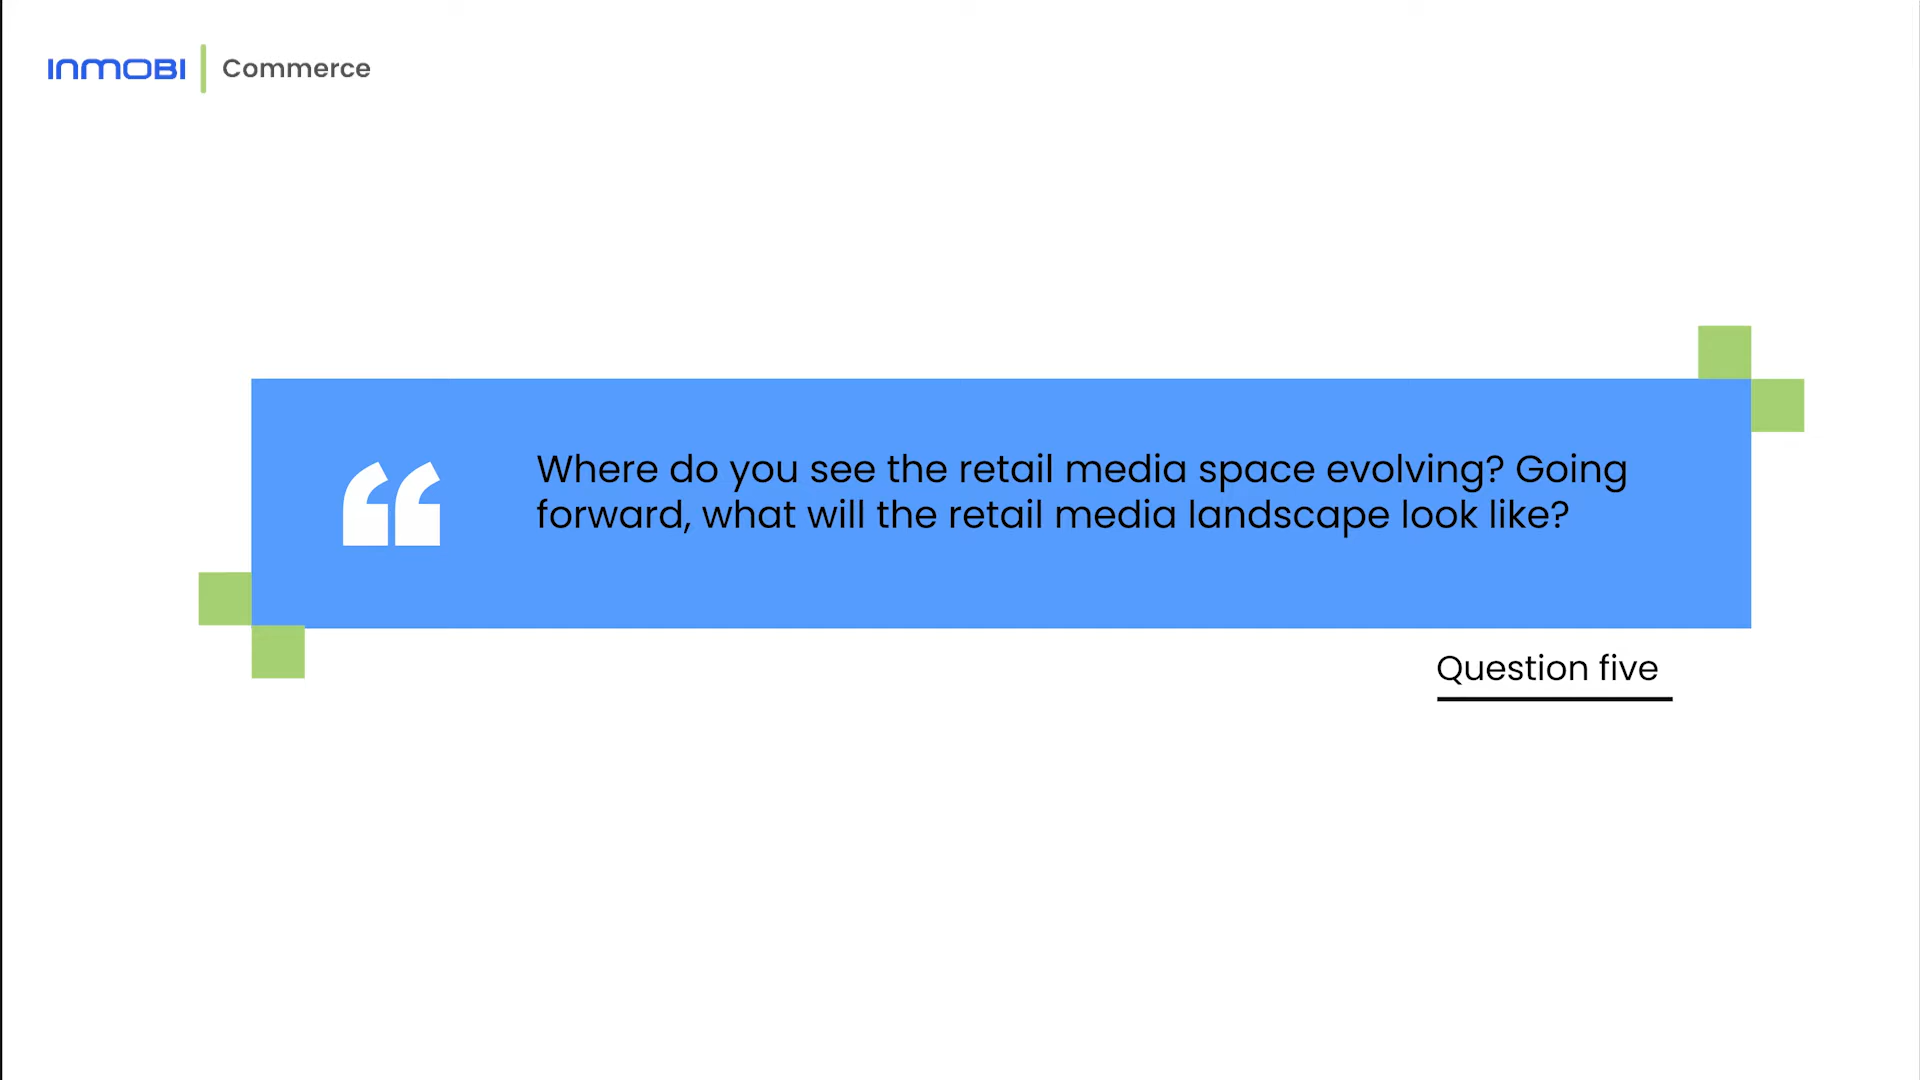 INMOBI Commerce
Where do you see the retail media space evolving? Going
forward, what will the retail media landscape look like?
Question five